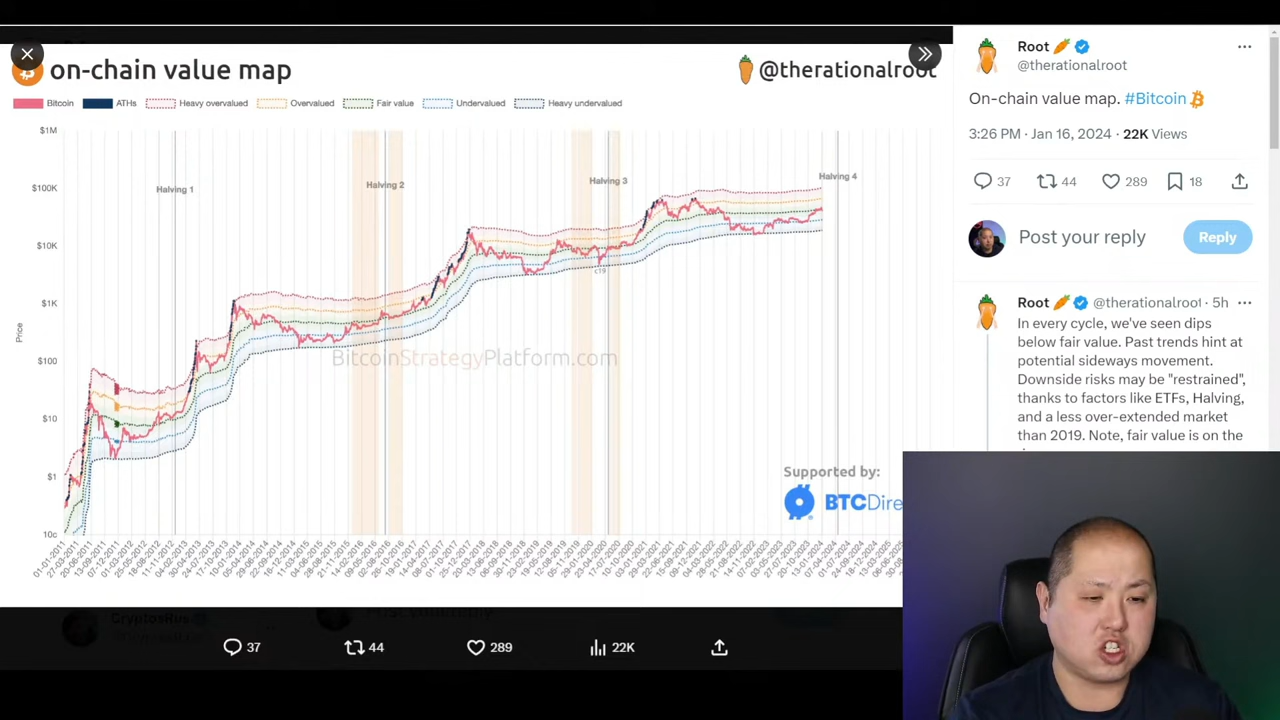 on-chain value map
@therationalroot
Bitcoin
ATHs
Heavy overvalued
Overvalued
Fair value
Undervalued
Heavy undervalued
$1M
$100K
$10K
$1K
$100
$10
$1
10c
Price
Halving 1
Halving 2
Halving 3
Halving 4
c19
BitcoinStrategyPlatform.com
Supported by:
BTCDire
37
44
289
22K
Root
@therationalroot
On-chain value map. #Bitcoin
3:26 PM · Jan 16, 2024 · 22K Views
37
44
289
18
Post your reply
Reply
Root @therationalroot · 5h
In every cycle, we've seen dips
below fair value. Past trends hint at
potential sideways movement.
Downside risks may be "restrained",
thanks to factors like ETFs, Halving,
and a less over-extended market
than 2019. Note, fair value is on the